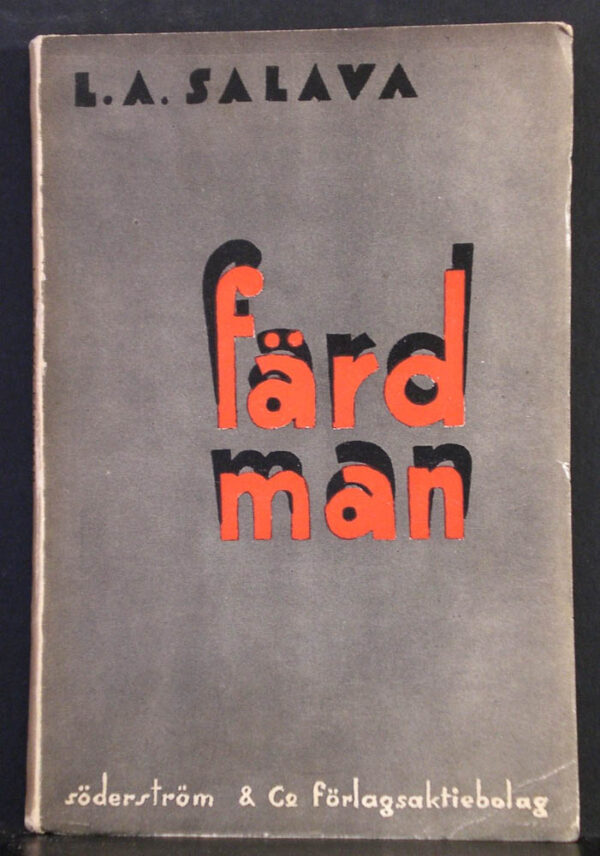 L. A. SALAVA
färd
man
söderström & Co förlagsaktiebolag